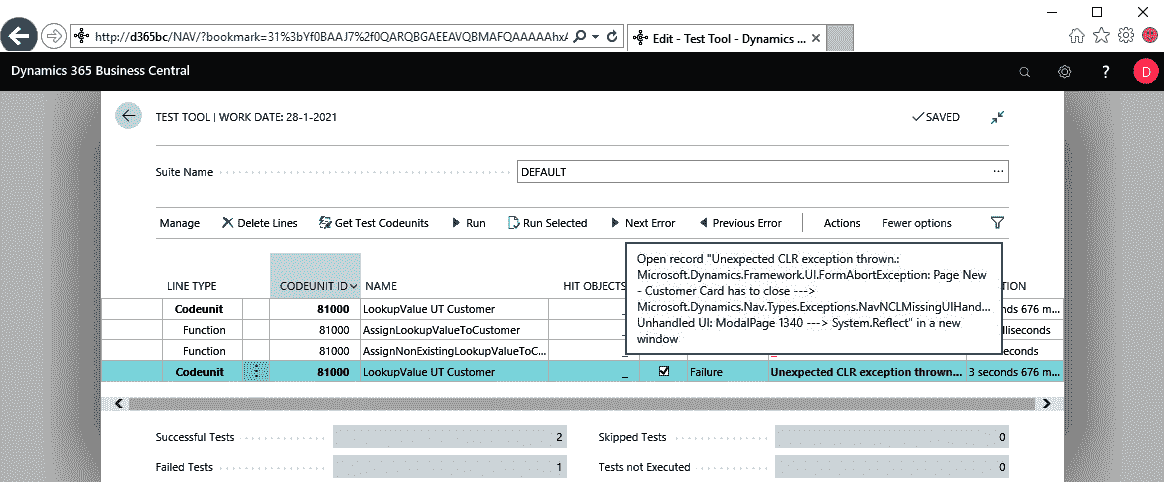 http://d365bc/NAV/?bookmark=31%3bYf0BAAJ7%2f0QARQBGAEEAVQBMAFQAAAAAhxA
Edit - Test Tool - Dynamics ...
Dynamics 365 Business Central
?
D
TEST TOOL | WORK DATE: 28-1-2021
SAVED
Suite Name
DEFAULT
...
Manage Delete Lines Get Test Codeunits Run Run Selected Next Error Previous Error Actions Fewer options
Open record "Unexpected CLR exception thrown.:
Microsoft.Dynamics.Framework.UI.FormAbortException: Page New
- Customer Card has to close --->
Microsoft.Dynamics.Nav.Types.Exceptions.NavNCLMissingUIHand...
Unhandled UI: ModalPage 1340 ---> System.Reflect" in a new
window
LINE TYPE CODEUNIT ID NAME HIT OBJECTS
Codeunit 81000 LookupValue UT Customer _ nds 676 m...
Function 81000 AssignLookupValueToCustomer _ lliseconds
Function 81000 AssignNonExistingLookupValueToC... _ econds
Codeunit 81000 LookupValue UT Customer _ Failure Unexpected CLR exception thrown... 3 seconds 676 m...
Successful Tests 2 Skipped Tests 0
Failed Tests 1 Tests not Executed 0